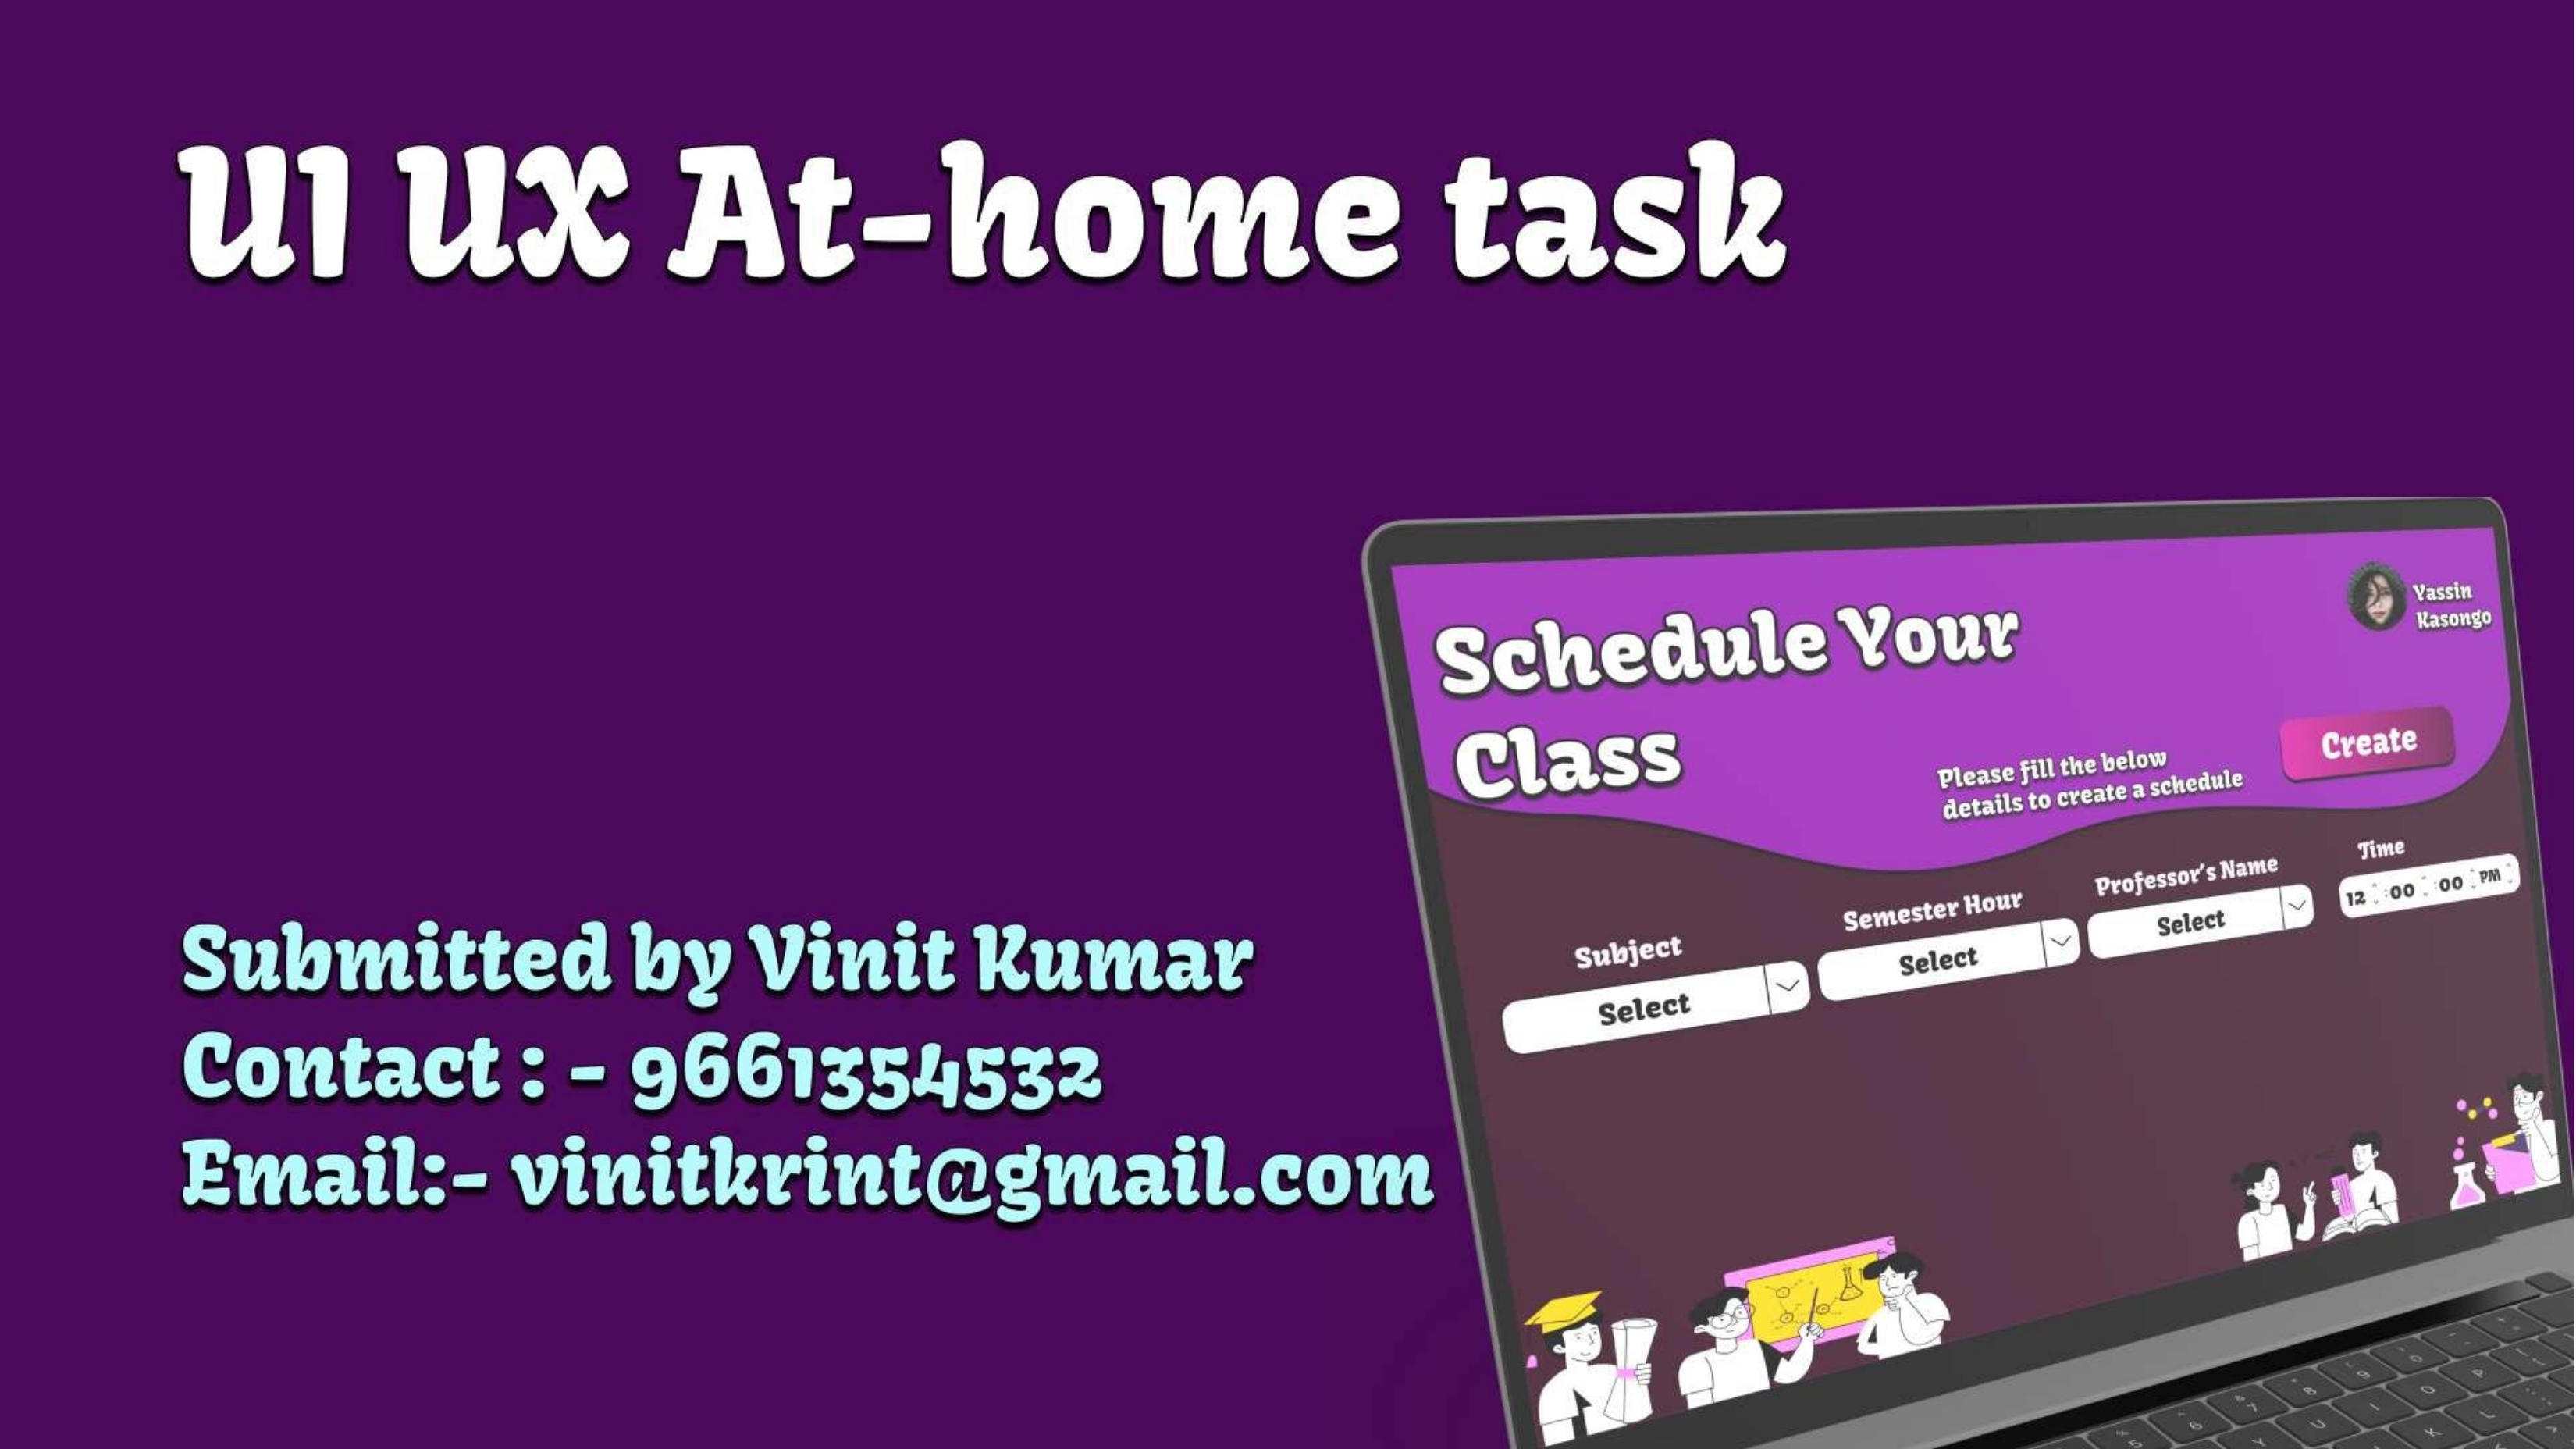 UI UX At-home task
Submitted by Vinit Kumar
Contact : - 9661354532
Email:- vinitkrint@gmail.com
Schedule Your
Class
Yassin
Kasongo
Please fill the below
details to create a schedule
Create
Subject
Select
Semester Hour
Select
Professor's Name
Select
Time
12 :00 :00 PM